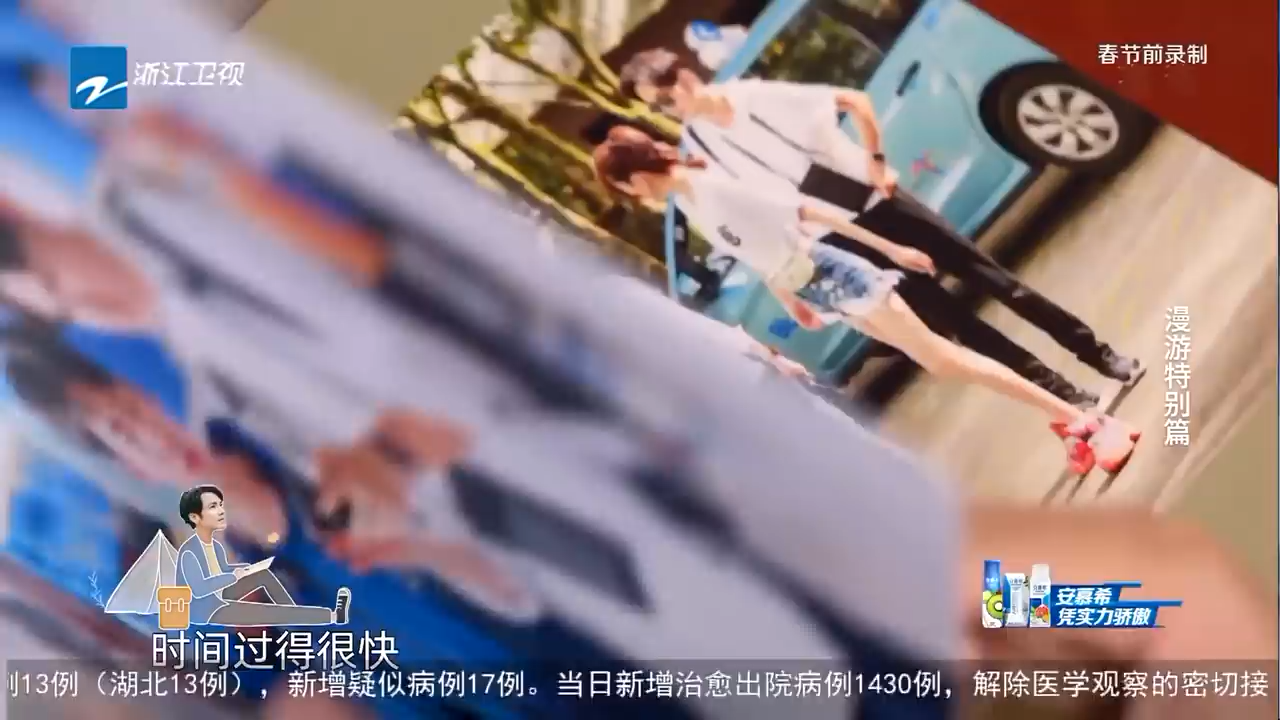 浙江卫视
春节前录制
漫游特别篇
安慕希
凭实力骄傲
时间过得很快
13例（湖北13例），新增疑似病例17例。当日新增治愈出院病例1430例，解除医学观察的密切接